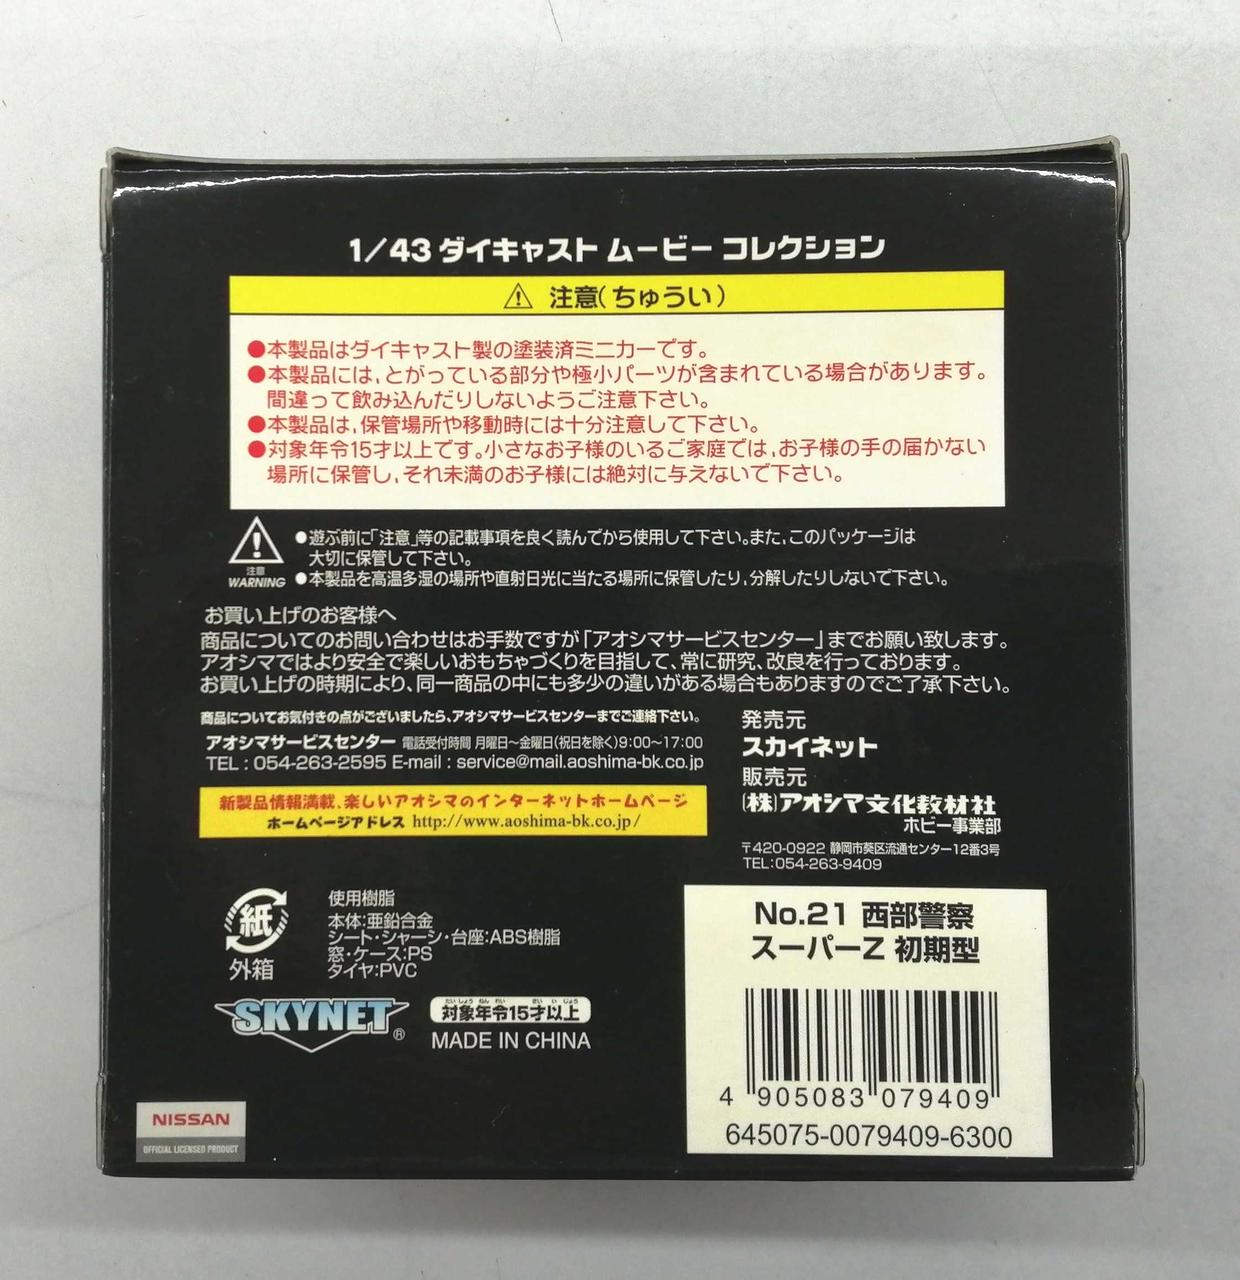 1/43 ダイキャスト ムービー コレクション
⚠ 注意(ちゅうい)
●本製品はダイキャスト製の塗装済ミニカーです。
●本製品には、とがっている部分や極小パーツが含まれている場合があります。
間違って飲み込んだりしないようご注意下さい。
●本製品は、保管場所や移動時には十分注意して下さい。
●対象年令15才以上です。小さなお子様のいるご家庭では、お子様の手の届かない
場所に保管し、それ未満のお子様には絶対に与えないで下さい。
●遊ぶ前に「注意」等の記載事項を良く読んでから使用して下さい。また、このパッケージは
大切に保管して下さい。
注意
WARNING
●本製品を高温多湿の場所や直射日光に当たる場所に保管したり、分解したりしないで下さい。
お買い上げのお客様へ
商品についてのお問い合わせはお手数ですが「アオシマサービスセンター」までお願い致します。
アオシマではより安全で楽しいおもちゃづくりを目指して、常に研究、改良を行っております。
お買い上げの時期により、同一商品の中にも多少の違いがある場合もありますのでご了承下さい。
商品についてお気付きの点がございましたら、アオシマサービスセンターまでご連絡下さい。
アオシマサービスセンター 電話受付時間 月曜日~金曜日(祝日を除く)9:00~17:00
TEL : 054-263-2595 E-mail : service@mail.aoshima-bk.co.jp
新製品情報満載、楽しいアオシマのインターネットホームページ
ホームページアドレス http://www.aoshima-bk.co.jp/
発売元
スカイネット
販売元
(株)アオシマ文化教材社
ホビー事業部
〒420-0922 静岡市葵区流通センター12番3号
TEL:054-263-9409
紙
外箱
使用樹脂
本体:亜鉛合金
シート・シャーシ・台座:ABS樹脂
窓・ケース:PS
タイヤ:PVC
SKYNET®
たいしょう ねん れい さい い じょう
対象年令15才以上
MADE IN CHINA
NISSAN
OFFICIAL LICENSED PRODUCT
No.21 西部警察
スーパーZ 初期型
4 905083 079409
645075-0079409-6300